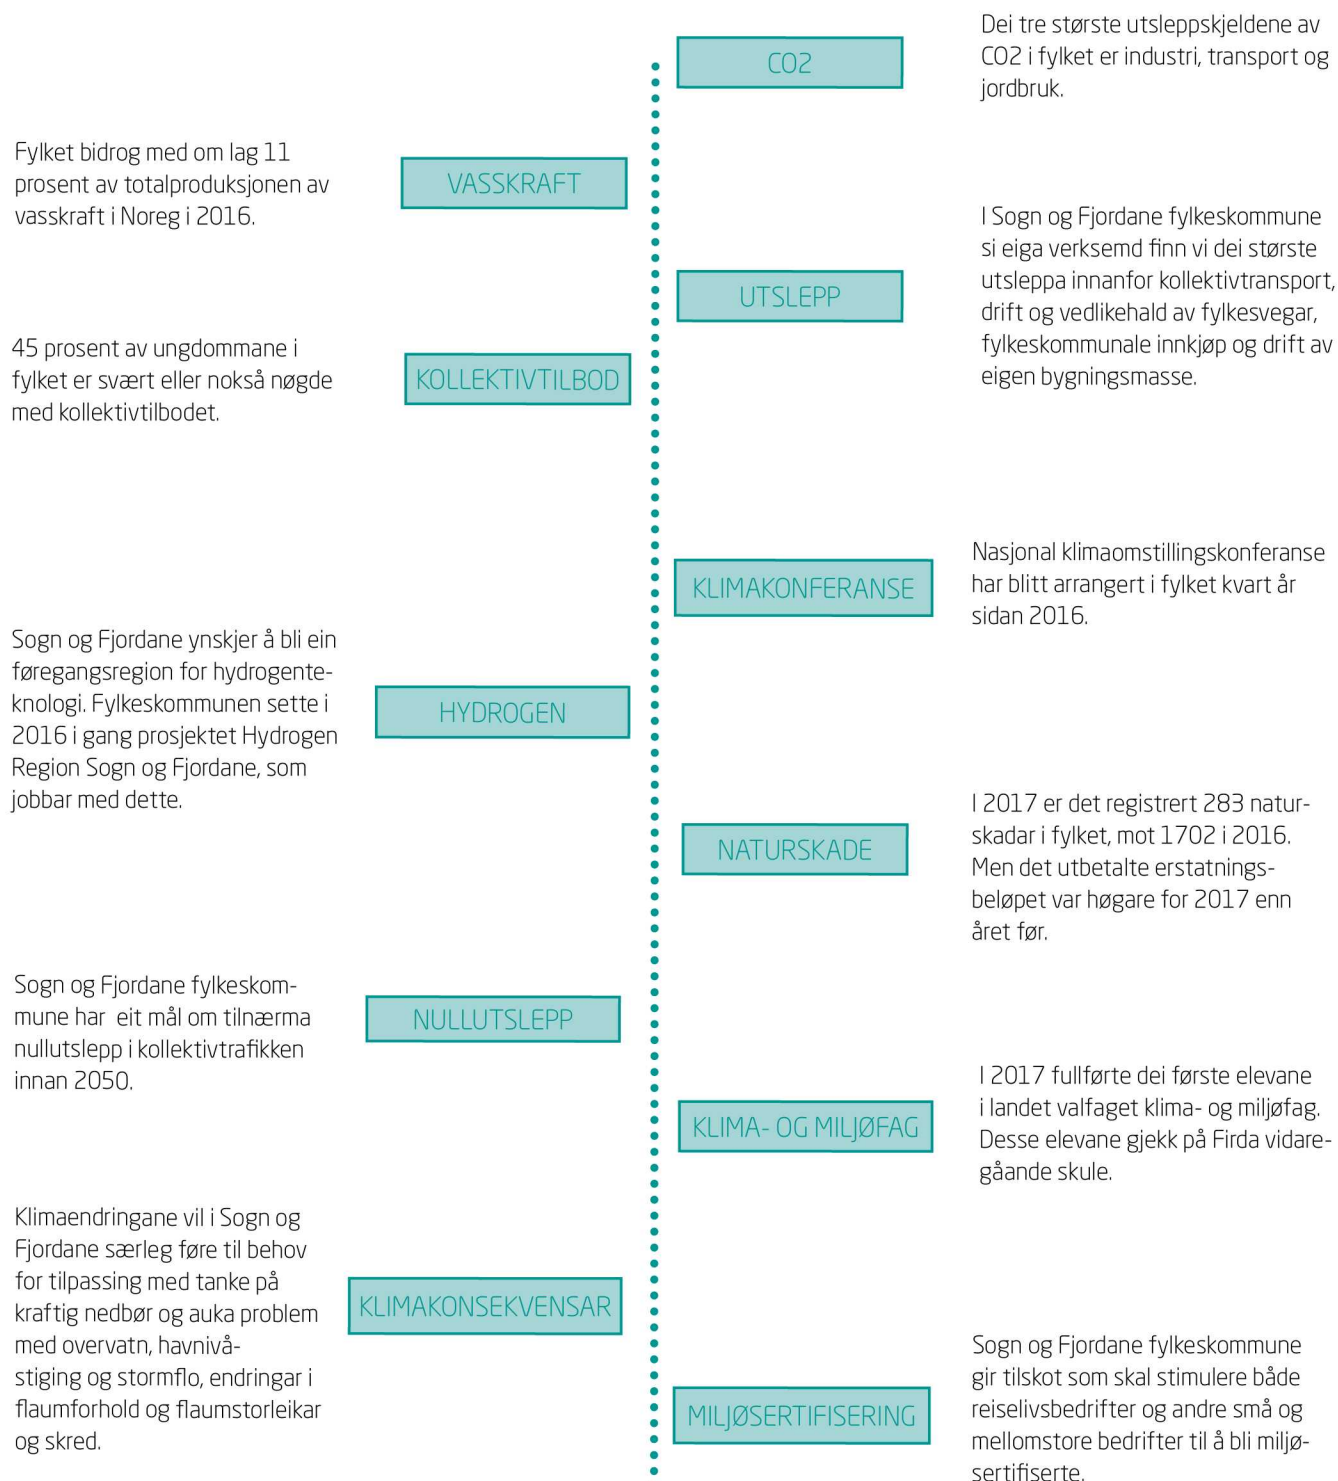 CO2
Dei tre største utsleppskjeldene av
CO2 i fylket er industri, transport og
jordbruk.
Fylket bidrog med om lag 11
prosent av totalproduksjonen av
vasskraft i Noreg i 2016.
VASSKRAFT
UTSLEPP
I Sogn og Fjordane fylkeskommune
si eiga verksemd finn vi dei største
utsleppa innanfor kollektivtransport,
drift og vedlikehald av fylkesvegar,
fylkeskommunale innkjøp og drift av
eigen bygningsmasse.
45 prosent av ungdommane i
fylket er svært eller nokså nøgde
med kollektivtilbodet.
KOLLEKTIVTILBOD
KLIMAKONFERANSE
Nasjonal klimaomstillingskonferanse
har blitt arrangert i fylket kvart år
sidan 2016.
Sogn og Fjordane ynskjer å bli ein
føregangsregion for hydrogente-
knologi. Fylkeskommunen sette i
2016 i gang prosjektet Hydrogen
Region Sogn og Fjordane, som
jobbar med dette.
HYDROGEN
NATURSKADE
I 2017 er det registrert 283 natur-
skadar i fylket, mot 1702 i 2016.
Men det utbetalte erstatnings-
beløpet var høgare for 2017 enn
året før.
Sogn og Fjordane fylkeskom-
mune har eit mål om tilnærma
nullutslepp i kollektivtrafikken
innan 2050.
NULLUTSLEPP
KLIMA- OG MILJØFAG
I 2017 fullførte dei første elevane
i landet valfaget klima- og miljøfag.
Desse elevane gjekk på Firda vidare-
gåande skule.
Klimaendringane vil i Sogn og
Fjordane særleg føre til behov
for tilpassing med tanke på
kraftig nedbør og auka problem
med overvatn, havnivå-
stiging og stormflo, endringar i
flaumforhold og flaumstorleikar
og skred.
KLIMAKONSEKVENSAR
MILJØSERTIFISERING
Sogn og Fjordane fylkeskommune
gir tilskot som skal stimulere både
reiselivsbedrifter og andre små og
mellomstore bedrifter til å bli miljø-
sertifiserte.